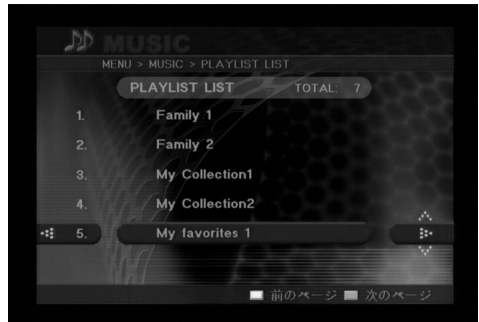 MUSIC
MENU > MUSIC > PLAYLIST LIST
PLAYLIST LIST TOTAL: 7
1. Family 1
2. Family 2
3. My Collection1
4. My Collection2
5. My favorites 1
前のページ 次のページ